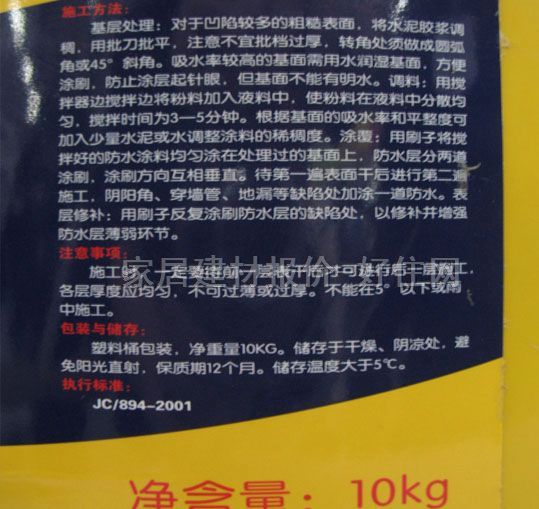 施工方法:
基层处理: 对于凹陷较多的粗糙表面, 将水泥胶浆调
稠, 用批刀批平, 注意不宜批档过厚, 转角处须做成圆弧
角或45°斜角。吸水率较高的基面需用水润湿基面, 方便
涂刷, 防止涂层起针眼, 但基面不能有明水。调料: 用搅
拌器边搅拌边将粉料加入液料中, 使粉料在液料中分散均
匀, 搅拌时间为3—5分钟。根据基面的吸水率和平整度可
加入少量水泥或水调整涂料的稀稠度。涂覆: 用刷子将搅
拌好的防水涂料均匀涂在处理过的基面上, 防水层分两道
涂刷, 涂刷方向互相垂直。待第一遍表面干后进行第二遍
施工, 阴阳角、穿墙管、地漏等缺陷处加涂一道防水。表
层修补: 用刷子反复涂刷防水层的缺陷处, 以修补并增强
防水层薄弱环节。
注意事项:
施工时一定要待前一层表干后才可进行后一层施工,
各层厚度应均匀, 不可过薄或过厚。不能在5°以下或雨
中施工。
家居建材报价 好住网
包装与储存:
塑料桶包装, 净重量10KG。储存于干燥、阴凉处, 避
免阳光直射, 保质期12个月。储存温度大于5℃。
执行标准:
JC/894-2001
净含量: 10kg